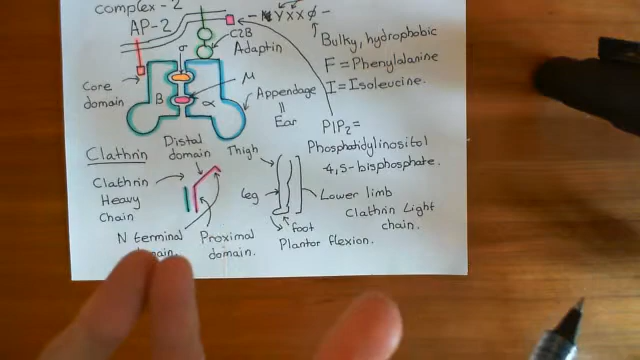 complex - 2
AP-2
σ
C2B
Adaptin
YXXØ-
Bulky, hydrophobic
F = Phenylalanine
I = Isoleucine.
Core
domain
β
μ
α
Appendage
=
Ear
PIP2 =
Phosphatidylinositol
4,5-bisphosphate.
Clathrin
Distal
domain
Thigh
Clathrin
Heavy
Chain
Leg
Lower limb
Clathrin Light
chain.
foot
Plantor flexion.
N terminal
domain.
Proximal
domain.